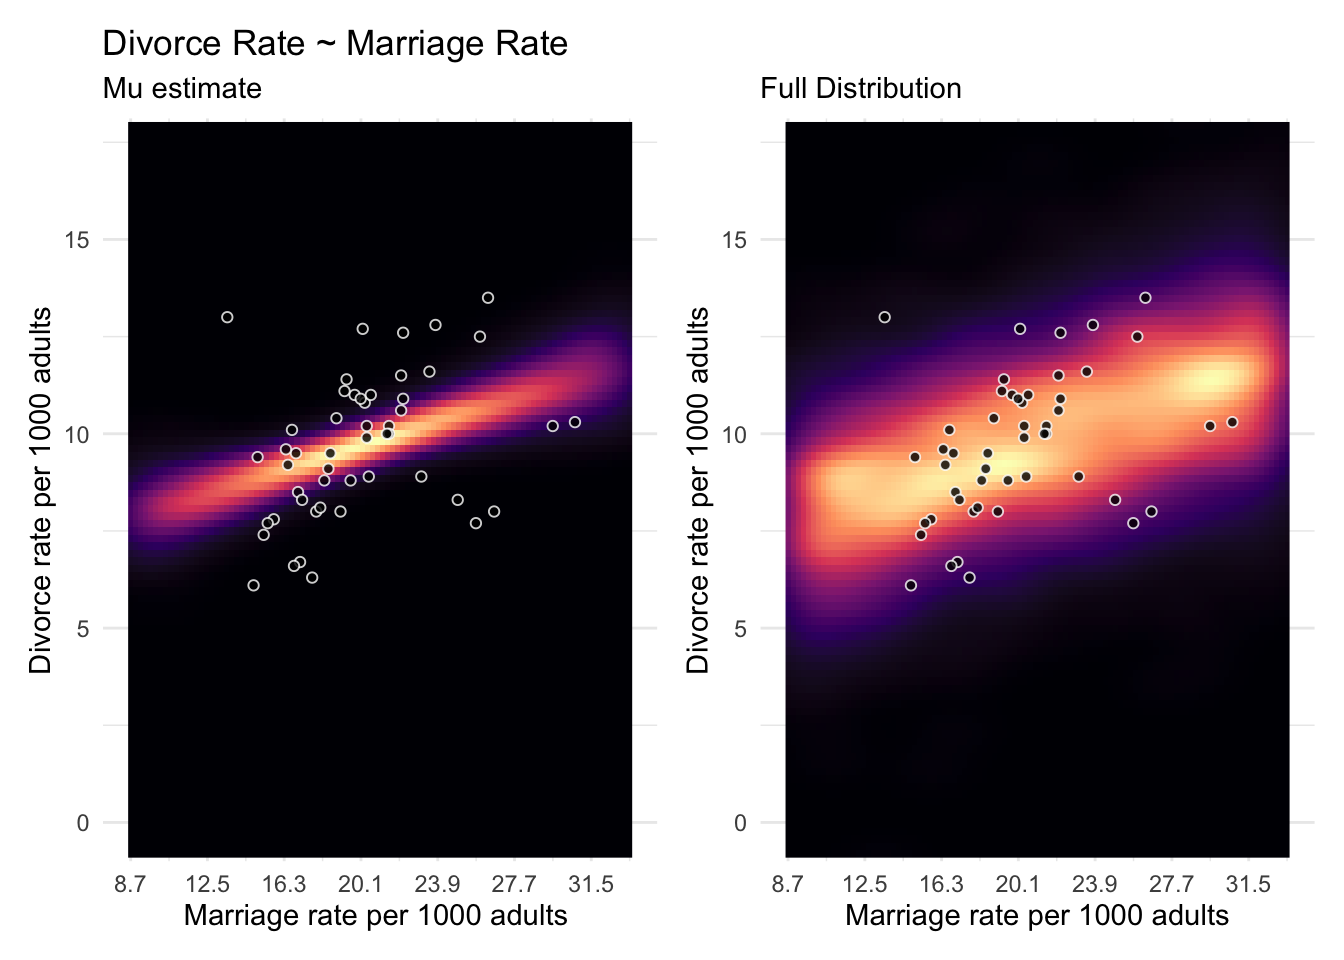 Divorce Rate ~ Marriage Rate
Mu estimate
Full Distribution
Divorce rate per 1000 adults
15
10
5
0
8.7 12.5 16.3 20.1 23.9 27.7 31.5
Marriage rate per 1000 adults
Divorce rate per 1000 adults
15
10
5
0
8.7 12.5 16.3 20.1 23.9 27.7 31.5
Marriage rate per 1000 adults